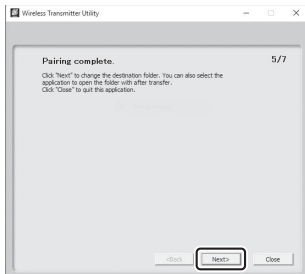 Wireless Transmitter Utility
Pairing complete.
5/7
Click "Next" to change the destination folder. You can also select the
application to open the folder with after transfer.
Click "Close" to quit this application.
<Back
Next>
Close